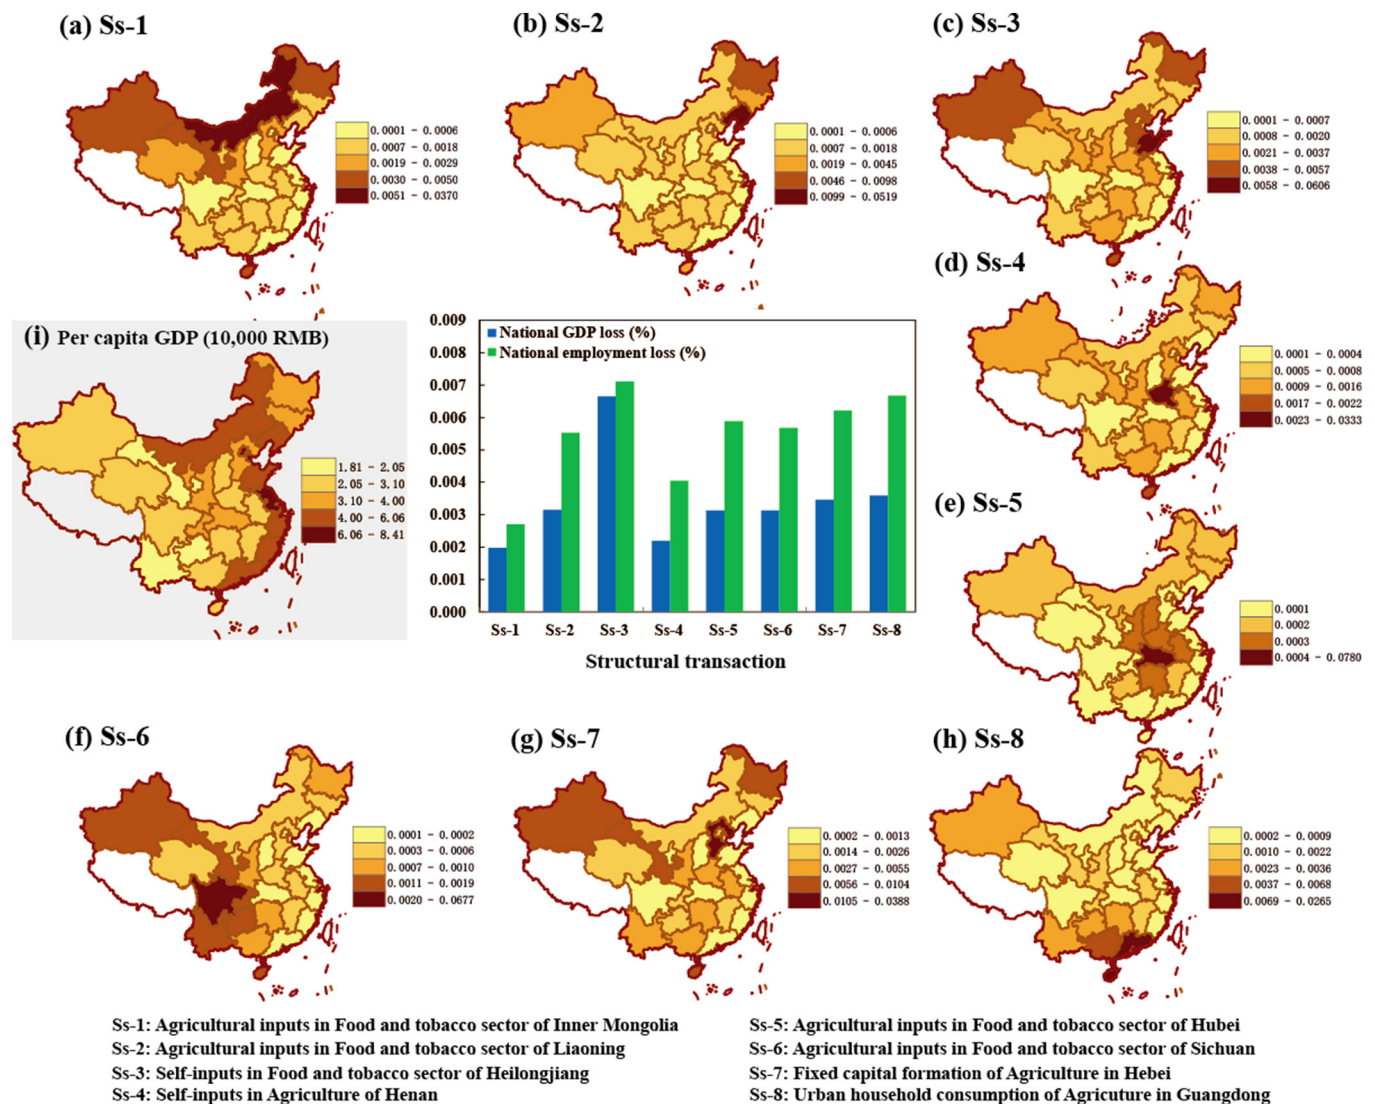 (a) Ss-1
0.0001 - 0.0006
0.0007 - 0.0018
0.0019 - 0.0029
0.0030 - 0.0050
0.0051 - 0.0370
(b) Ss-2
0.0001 - 0.0006
0.0007 - 0.0018
0.0019 - 0.0045
0.0046 - 0.0098
0.0099 - 0.0519
(c) Ss-3
0.0001 - 0.0007
0.0008 - 0.0020
0.0021 - 0.0037
0.0038 - 0.0057
0.0058 - 0.0606
(d) Ss-4
0.0001 - 0.0004
0.0005 - 0.0008
0.0009 - 0.0016
0.0017 - 0.0022
0.0023 - 0.0333
(i) Per capita GDP (10,000 RMB)
1.81 - 2.05
2.05 - 3.10
3.10 - 4.00
4.00 - 6.06
6.06 - 8.41
National GDP loss (%)
National employment loss (%)
0.009
0.008
0.007
0.006
0.005
0.004
0.003
0.002
0.001
0.000
Ss-1 Ss-2 Ss-3 Ss-4 Ss-5 Ss-6 Ss-7 Ss-8
Structural transaction
(e) Ss-5
0.0001
0.0002
0.0003
0.0004 - 0.0780
(f) Ss-6
0.0001 - 0.0002
0.0003 - 0.0006
0.0007 - 0.0010
0.0011 - 0.0019
0.0020 - 0.0677
(g) Ss-7
0.0002 - 0.0013
0.0014 - 0.0026
0.0027 - 0.0055
0.0056 - 0.0104
0.0105 - 0.0388
(h) Ss-8
0.0002 - 0.0009
0.0010 - 0.0022
0.0023 - 0.0036
0.0037 - 0.0068
0.0069 - 0.0265
Ss-1: Agricultural inputs in Food and tobacco sector of Inner Mongolia
Ss-2: Agricultural inputs in Food and tobacco sector of Liaoning
Ss-3: Self-inputs in Food and tobacco sector of Heilongjiang
Ss-4: Self-inputs in Agriculture of Henan
Ss-5: Agricultural inputs in Food and tobacco sector of Hubei
Ss-6: Agricultural inputs in Food and tobacco sector of Sichuan
Ss-7: Fixed capital formation of Agriculture in Hebei
Ss-8: Urban household consumption of Agricuture in Guangdong